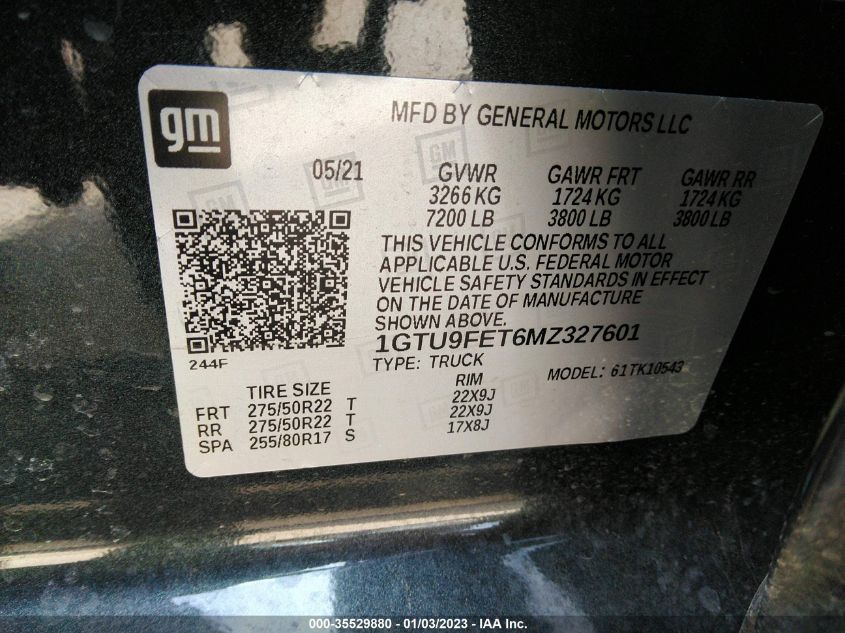 gm
MFD BY GENERAL MOTORS LLC
05/21 GVWR GAWR FRT GAWR RR
3266 KG 1724 KG 1724 KG
7200 LB 3800 LB 3800 LB
THIS VEHICLE CONFORMS TO ALL
APPLICABLE U.S. FEDERAL MOTOR
VEHICLE SAFETY STANDARDS IN EFFECT
ON THE DATE OF MANUFACTURE
SHOWN ABOVE.
1GTU9FET6MZ327601
244F TYPE: TRUCK MODEL: 61TK10543
TIRE SIZE RIM
FRT 275/50R22 T 22X9J
RR 275/50R22 T 22X9J
SPA 255/80R17 S 17X8J
000-35529880 - 01/03/2023 - IAA Inc.